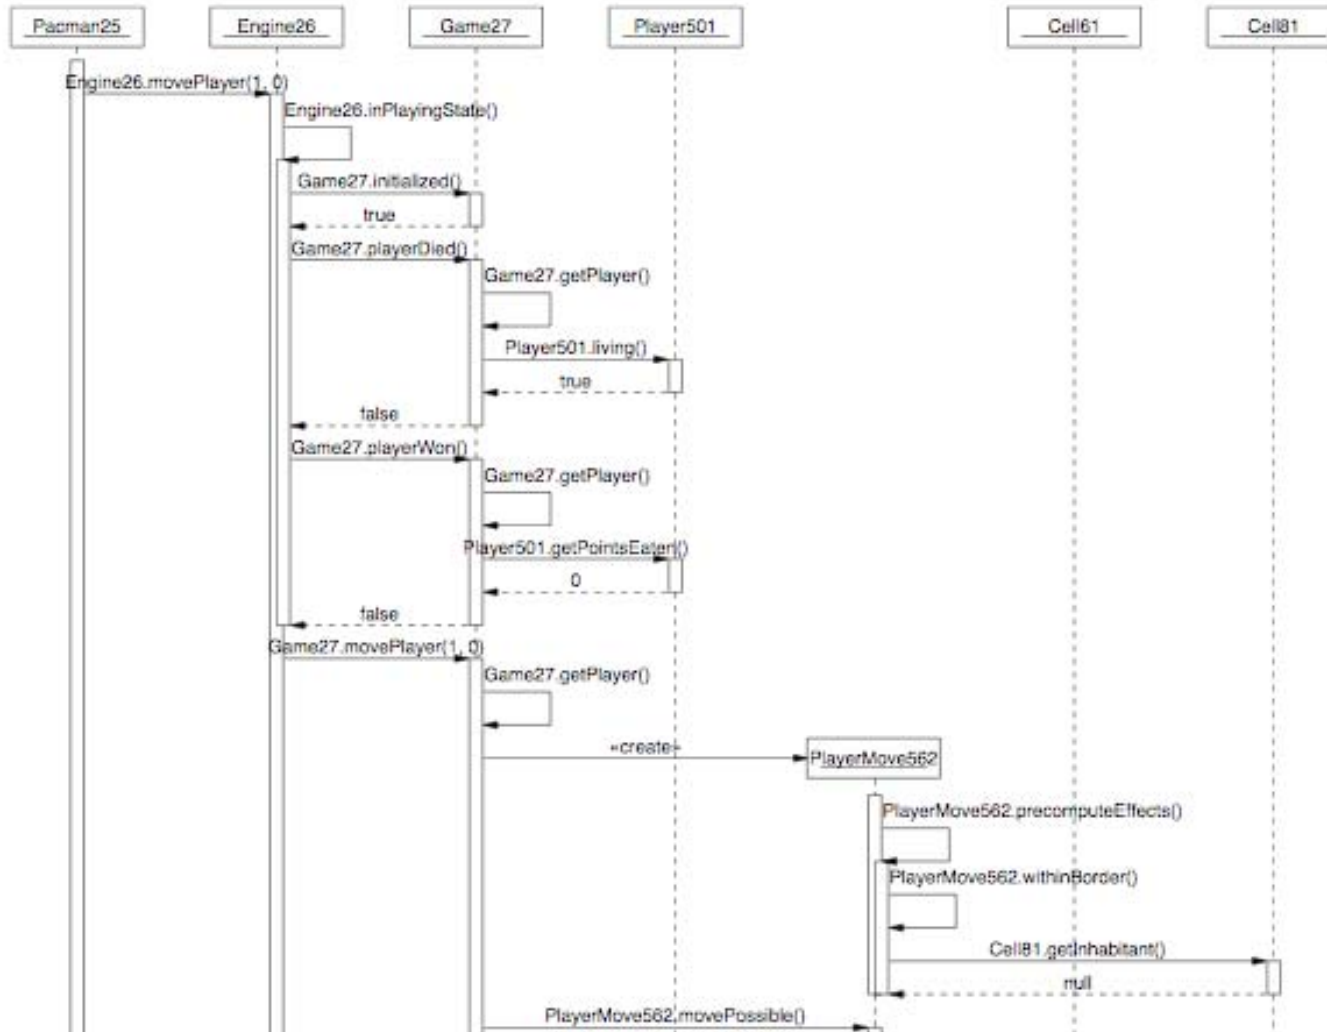 Pacman25 Engine26 Game27 Player501 Cell61 Cell81
Engine26.movePlayer(1, 0)
Engine26.inPlayingState()
Game27.initialized()
true
Game27.playerDied()
Game27.getPlayer()
Player501.living()
true
false
Game27.playerWon()
Game27.getPlayer()
Player501.getPointsEaten()
0
false
Game27.movePlayer(1, 0)
Game27.getPlayer()
«create»
PlayerMove562
PlayerMove562.precomputeEffects()
PlayerMove562.withinBorder()
Cell81.getInhabitant()
null
PlayerMove562.movePossible()